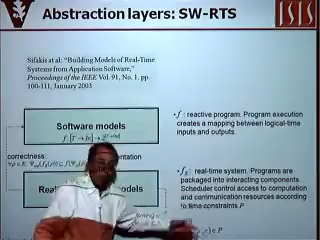 Abstraction layers: SW-RTS
ISIS
Sifakis at al: “Building Models of Real-Time
Systems from Application Software,”
Proceedings of the IEEE Vol. 91, No. 1. pp.
100-111, January 2003
Software models
• f : reactive program. Program execution
creates a mapping between logical-time
inputs and outputs.
correctness:
Real
models
• f_R : real-time system. Programs are
packaged into interacting components.
Scheduler control access to computation
and communication resources according
to time constraints P